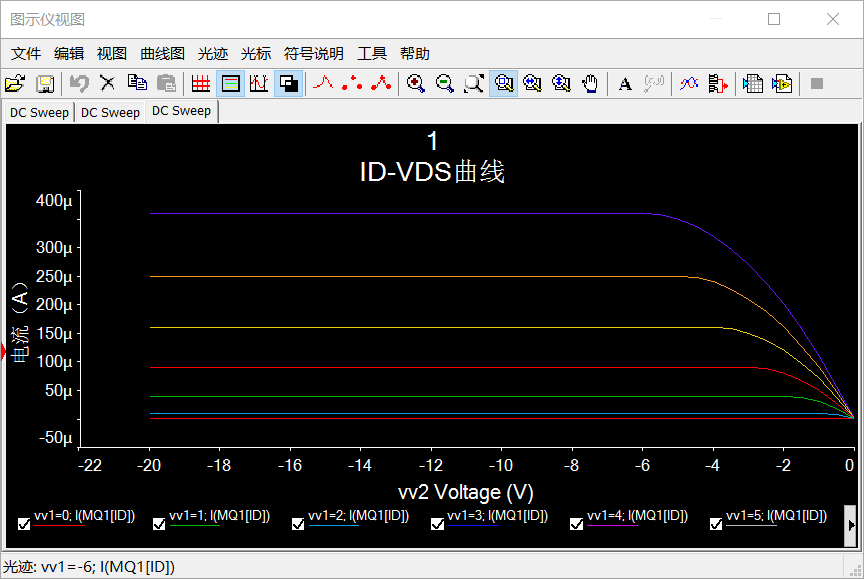 图示仪视图
文件 编辑 视图 曲线图 光迹 光标 符号说明 工具 帮助
A
DC Sweep DC Sweep DC Sweep
1
ID-VDS曲线
400µ
300µ
250µ
200µ
150µ
100µ
50µ
-50µ
电流（A）
-22 -20 -18 -16 -14 -12 -10 -8 -6 -4 -2 0
vv2 Voltage (V)
vv1=0; I(MQ1[ID]) vv1=1; I(MQ1[ID]) vv1=2; I(MQ1[ID]) vv1=3; I(MQ1[ID]) vv1=4; I(MQ1[ID]) vv1=5; I(MQ1[ID])
光迹: vv1=-6; I(MQ1[ID])